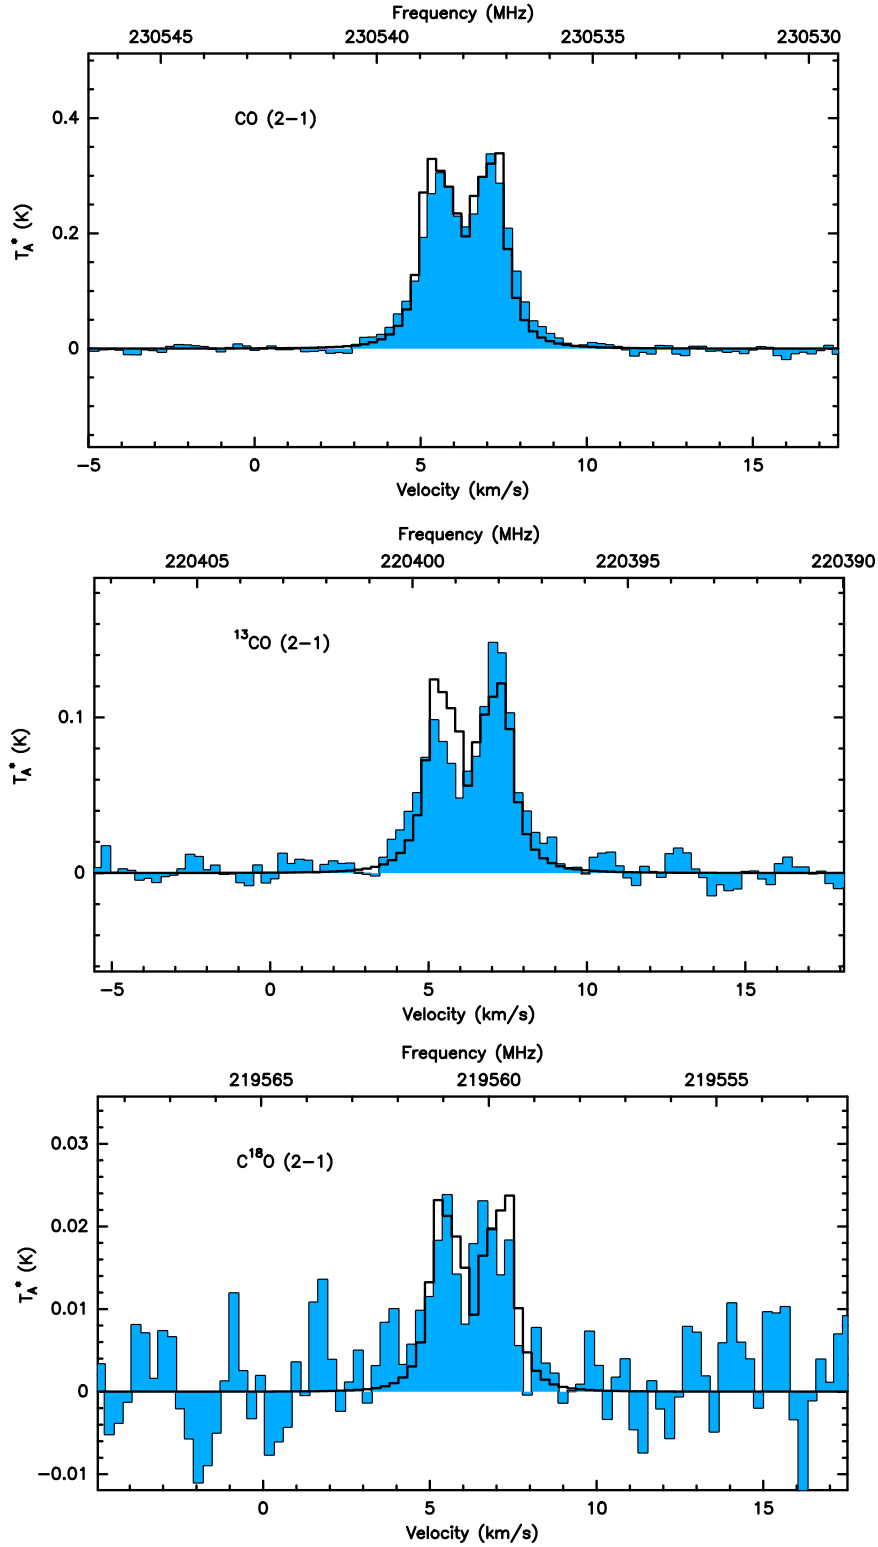 Frequency (MHz)
230545 230540 230535 230530
CO (2−1)
0.4
0.2
0
T_A* (K)
−5 0 5 10 15
Velocity (km/s)
Frequency (MHz)
220405 220400 220395 220390
¹³CO (2−1)
0.1
0
T_A* (K)
−5 0 5 10 15
Velocity (km/s)
Frequency (MHz)
219565 219560 219555
C¹⁸O (2−1)
0.03
0.02
0.01
0
−0.01
T_A* (K)
0 5 10 15
Velocity (km/s)